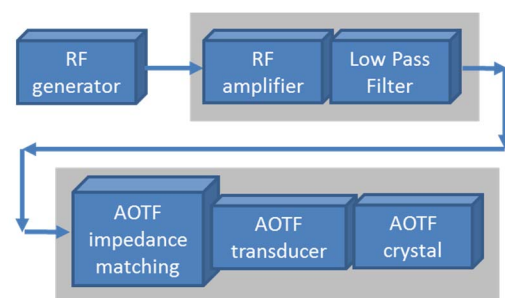 RF
generator
RF
amplifier
Low Pass
Filter
AOTF
impedance
matching
AOTF
transducer
AOTF
crystal